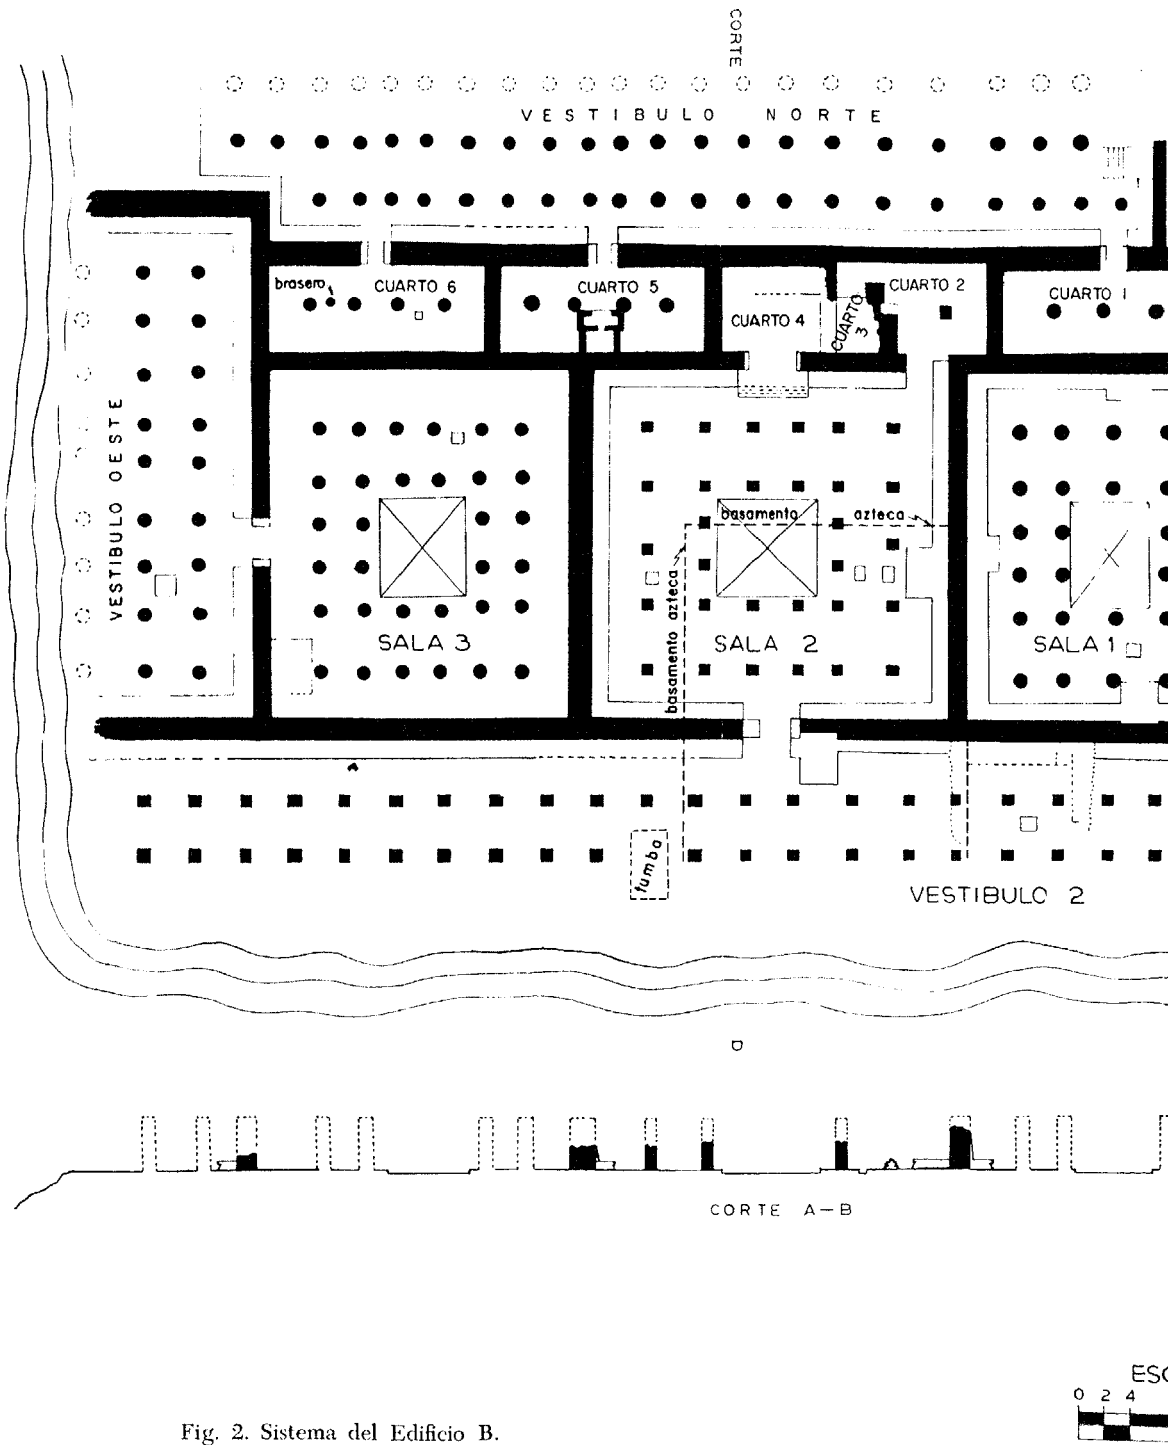 CORTE
VESTIBULO NORTE
brasero
CUARTO 6
CUARTO 5
CUARTO 4
CUARTO 3
CUARTO 2
CUARTO 1
VESTIBULO OESTE
basamento azteca
basamento azteca
SALA 3
SALA 2
SALA 1
tumba
VESTIBULO 2
CORTE A-B
ESC
0 2 4
Fig. 2. Sistema del Edificio B.